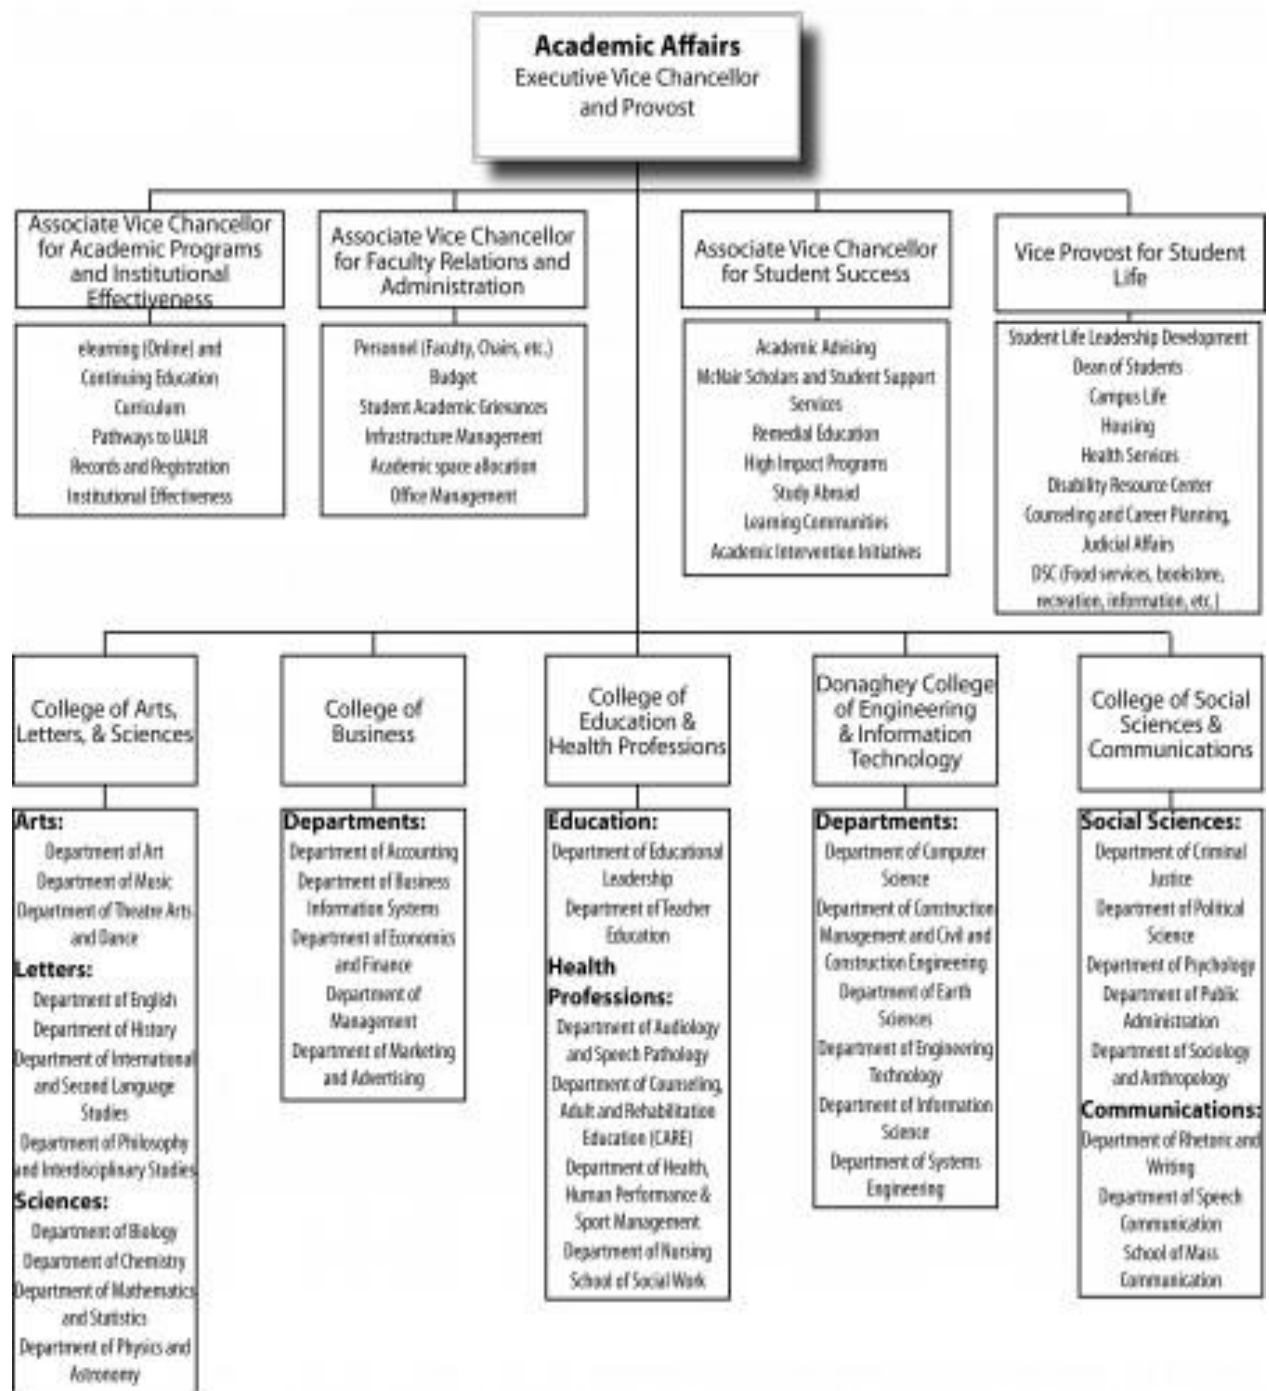 Academic Affairs
Executive Vice Chancellor
and Provost
Associate Vice Chancellor
for Academic Programs
and Institutional
Effectiveness
elearning (Online) and
Continuing Education
Curriculum
Pathways to UALR
Records and Registration
Institutional Effectiveness
Associate Vice Chancellor
for Faculty Relations and
Administration
Personnel (Faculty, Chairs, etc.)
Budget
Student Academic Grievances
Infrastructure Management
Academic space allocation
Office Management
Associate Vice Chancellor
for Student Success
Academic Advising
McNair Scholars and Student Support
Services
Remedial Education
High Impact Programs
Study Abroad
Learning Communities
Academic Intervention Initiatives
Vice Provost for Student
Life
Student Life Leadership Development
Dean of Students
Campus Life
Housing
Health Services
Disability Resource Center
Counseling and Career Planning,
Judicial Affairs
DSC (Food services, bookstore,
recreation, information, etc.)
College of Arts,
Letters, & Sciences
Arts:
Department of Art
Department of Music
Department of Theatre Arts
and Dance
Letters:
Department of English
Department of History
Department of International
and Second Language
Studies
Department of Philosophy
and Interdisciplinary Studies
Sciences:
Department of Biology
Department of Chemistry
Department of Mathematics
and Statistics
Department of Physics and
Astronomy
College of
Business
Departments:
Department of Accounting
Department of Business
Information Systems
Department of Economics
and Finance
Department of
Management
Department of Marketing
and Advertising
College of
Education &
Health Professions
Education:
Department of Educational
Leadership
Department of Teacher
Education
Health
Professions:
Department of Audiology
and Speech Pathology
Department of Counseling,
Adult and Rehabilitation
Education (CARE)
Department of Health,
Human Performance &
Sport Management
Department of Nursing
School of Social Work
Donaghey College
of Engineering
& Information
Technology
Departments:
Department of Computer
Science
Department of Construction
Management and Civil and
Construction Engineering
Department of Earth
Sciences
Department of Engineering
Technology
Department of Information
Science
Department of Systems
Engineering
College of Social
Sciences &
Communications
Social Sciences:
Department of Criminal
Justice
Department of Political
Science
Department of Psychology
Department of Public
Administration
Department of Sociology
and Anthropology
Communications:
Department of Rhetoric and
Writing
Department of Speech
Communication
School of Mass
Communication